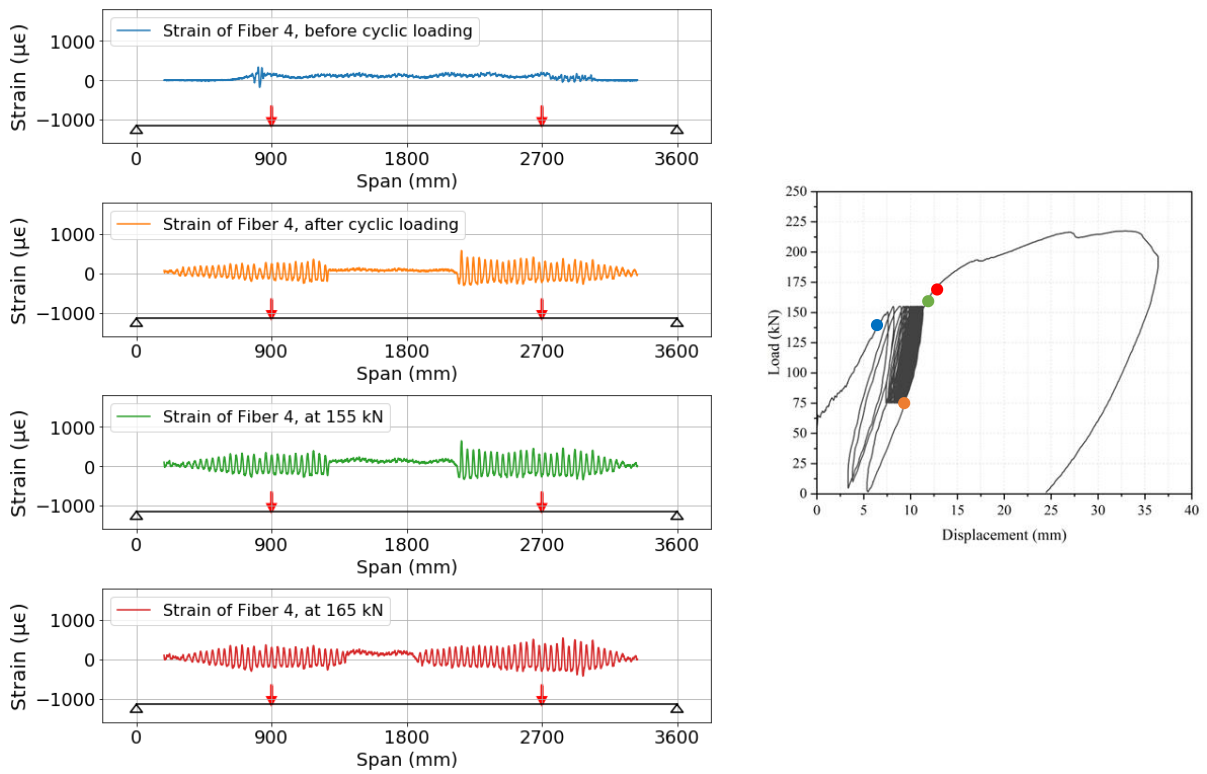 Strain of Fiber 4, before cyclic loading
1000
0
−1000
Strain (με)
0 900 1800 2700 3600
Span (mm)
Strain of Fiber 4, after cyclic loading
1000
0
−1000
Strain (με)
0 900 1800 2700 3600
Span (mm)
Strain of Fiber 4, at 155 kN
1000
0
−1000
Strain (με)
0 900 1800 2700 3600
Span (mm)
Strain of Fiber 4, at 165 kN
1000
0
−1000
Strain (με)
0 900 1800 2700 3600
Span (mm)
250
225
200
175
150
125
100
75
50
25
0
Load (kN)
0 5 10 15 20 25 30 35 40
Displacement (mm)